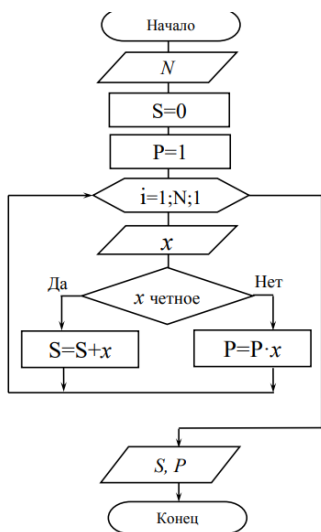 Начало
N
S=0
P=1
i=1;N;1
x
Да
Нет
x четное
S=S+x
P=P·x
S, P
Конец